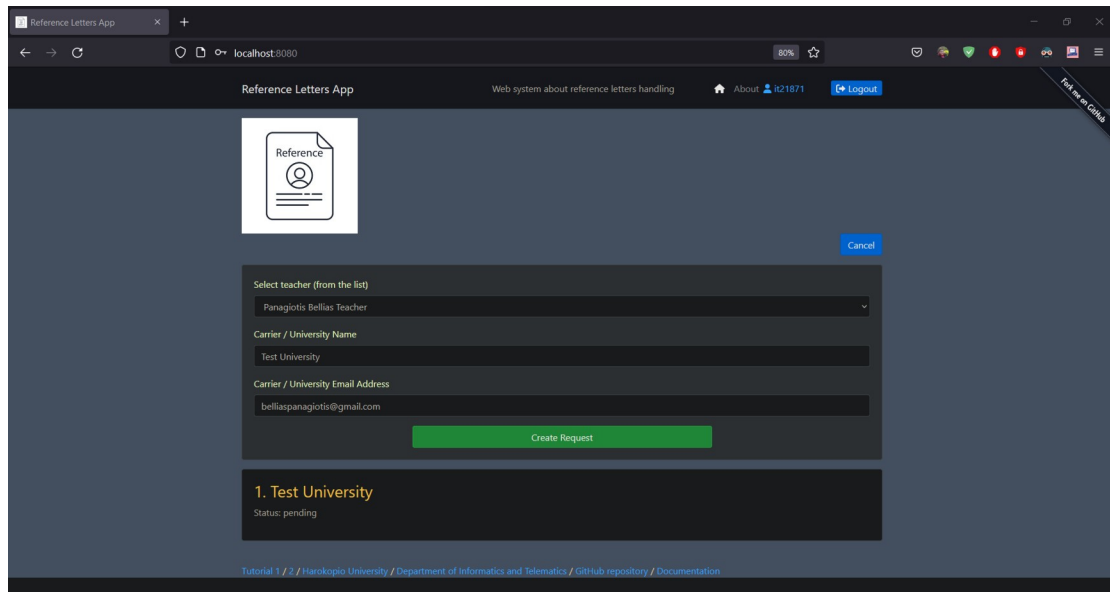 Reference Letters App
localhost:8080
80%
Reference Letters App
Web system about reference letters handling
About
it21871
Logout
Fork me on GitHub
Reference
Cancel
Select teacher (from the list)
Panagiotis Bellias Teacher
Carrier / University Name
Test University
Carrier / University Email Address
belliaspanagiotis@gmail.com
Create Request
1. Test University
Status: pending
Tutorial 1 / 2 / Harokopio University / Department of Informatics and Telematics / GitHub repository / Documentation